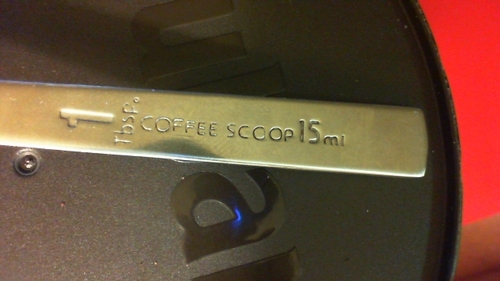 1 Tbsp. COFFEE SCOOP 15ml